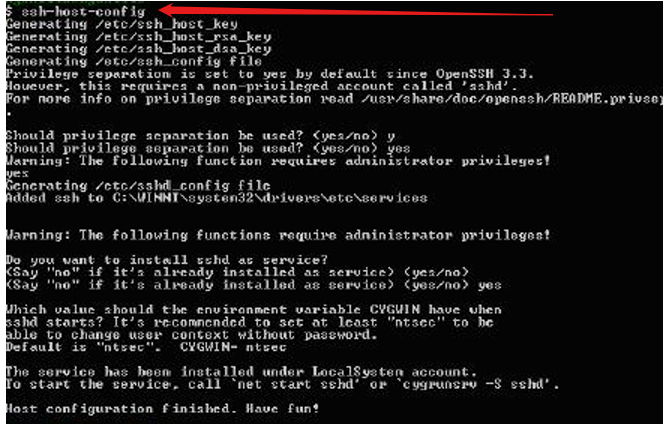 $ ssh-host-config
Generating /etc/ssh_host_key
Generating /etc/ssh_host_rsa_key
Generating /etc/ssh_host_dsa_key
Generating /etc/ssh_config file
Privilege separation is set to yes by default since OpenSSH 3.3.
However, this requires a non-privileged account called 'sshd'.
For more info on privilege separation read /usr/share/doc/openssh/README.privsep
.
Should privilege separation be used? (yes/no) y
Should privilege separation be used? (yes/no) yes
Warning: The following function requires administrator privileges!
yes
Generating /etc/sshd_config file
Added ssh to C:\WINNT\system32\drivers\etc\services
Warning: The following functions require administrator privileges!
Do you want to install sshd as service?
(Say "no" if it's already installed as service) (yes/no)
(Say "no" if it's already installed as service) (yes/no) yes
Which value should the environment variable CYGWIN have when
sshd starts? It's recommended to set at least "ntsec" to be
able to change user context without password.
Default is "ntsec".  CYGWIN= ntsec
The service has been installed under LocalSystem account.
To start the service, call `net start sshd' or `cygrunsrv -S sshd'.
Host configuration finished. Have fun!